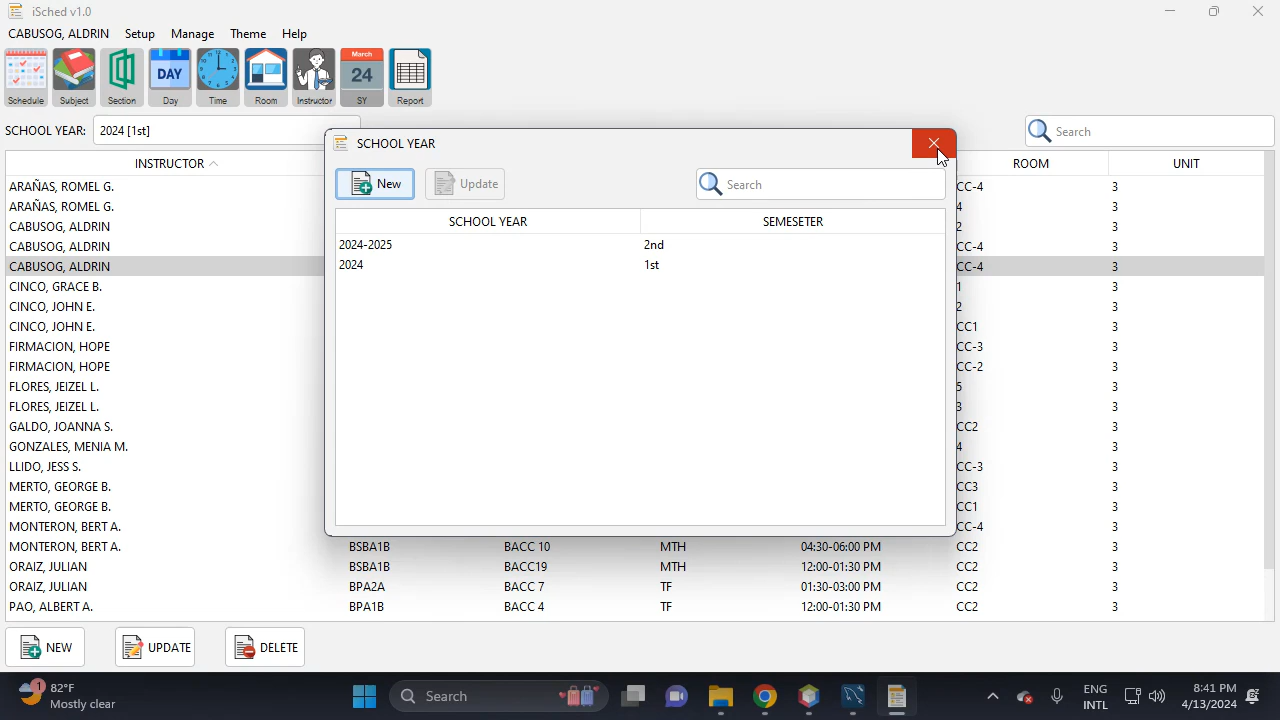 iSched v1.0
CABUSOG, ALDRIN Setup Manage Theme Help
March
DAY 24
Schedule Subject Section Day Time Room Instructor SY Report
SCHOOL YEAR: 2024 [1st] Search
SCHOOL YEAR
New Update Search
SCHOOL YEAR SEMESETER
2024-2025 2nd
2024 1st
INSTRUCTOR ROOM UNIT
ARAÑAS, ROMEL G. CC-4 3
ARAÑAS, ROMEL G. 4 3
CABUSOG, ALDRIN 2 3
CABUSOG, ALDRIN CC-4 3
CABUSOG, ALDRIN CC-4 3
CINCO, GRACE B. 1 3
CINCO, JOHN E. 2 3
CINCO, JOHN E. CC1 3
FIRMACION, HOPE CC-3 3
FIRMACION, HOPE CC-2 3
FLORES, JEIZEL L. 5 3
FLORES, JEIZEL L. 3 3
GALDO, JOANNA S. CC2 3
GONZALES, MENIA M. 4 3
LLIDO, JESS S. CC-3 3
MERTO, GEORGE B. CC3 3
MERTO, GEORGE B. CC1 3
MONTERON, BERT A. CC-4 3
MONTERON, BERT A. BSBA1B BACC 10 MTH 04:30-06:00 PM CC2 3
ORAIZ, JULIAN BSBA1B BACC19 MTH 12:00-01:30 PM CC2 3
ORAIZ, JULIAN BPA2A BACC 7 TF 01:30-03:00 PM CC2 3
PAO, ALBERT A. BPA1B BACC 4 TF 12:00-01:30 PM CC2 3
NEW UPDATE DELETE
1 82°F
Mostly clear
Search
ENG
INTL
8:41 PM
4/13/2024